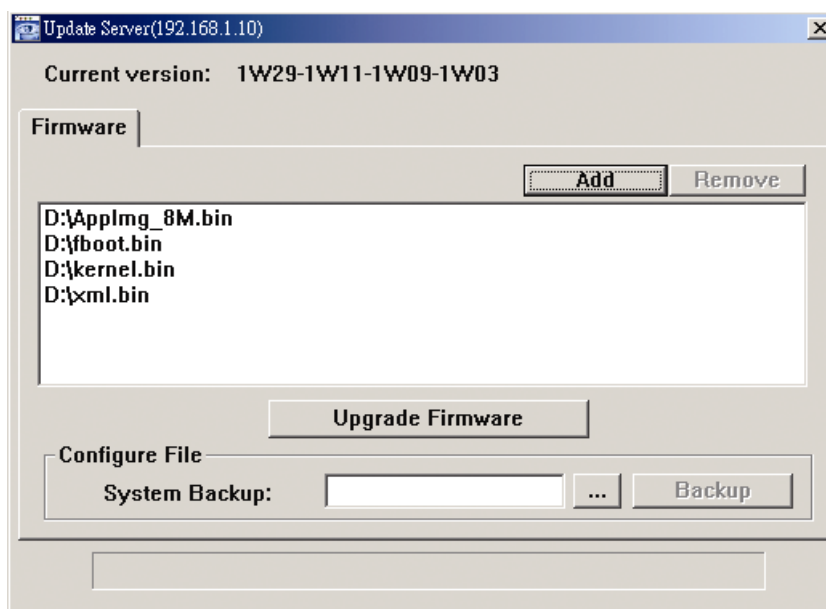 Update Server(192.168.1.10)
Current version: 1W29-1W11-1W09-1W03
Firmware
Add Remove
D:\AppImg_8M.bin
D:\fboot.bin
D:\kernel.bin
D:\xml.bin
Upgrade Firmware
Configure File
System Backup: ... Backup